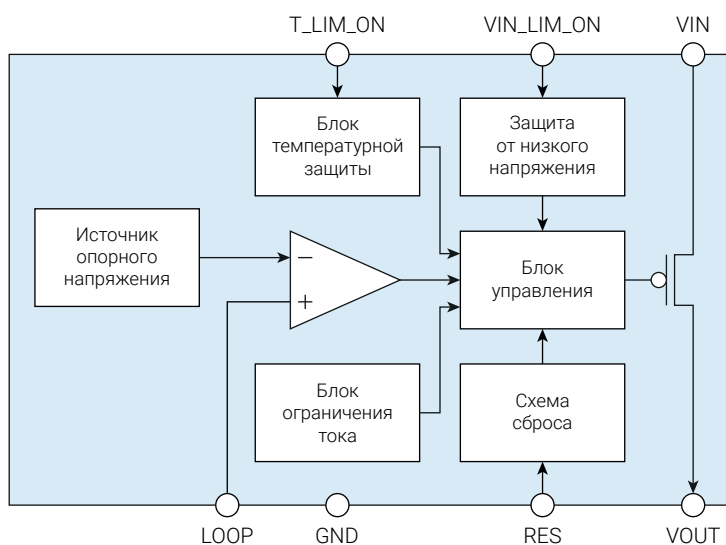 T_LIM_ON
VIN_LIM_ON
VIN
Блок
температурной
защиты
Защита
от низкого
напряжения
Источник
опорного
напряжения
−
+
Блок
управления
Блок
ограничения
тока
Схема
сброса
LOOP
GND
RES
VOUT